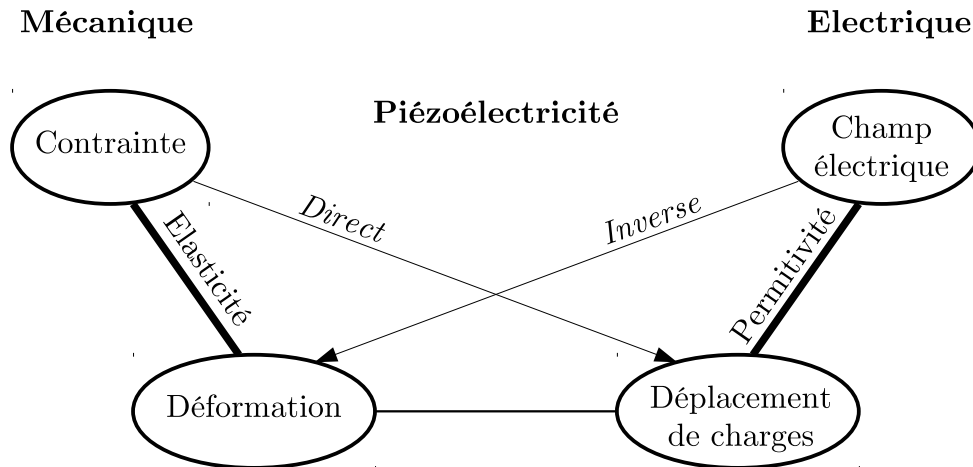 Mécanique
Electrique
Piézoélectricité
Contrainte
Champ
électrique
Direct
Inverse
Elasticité
Permitivité
Déformation
Déplacement
de charges